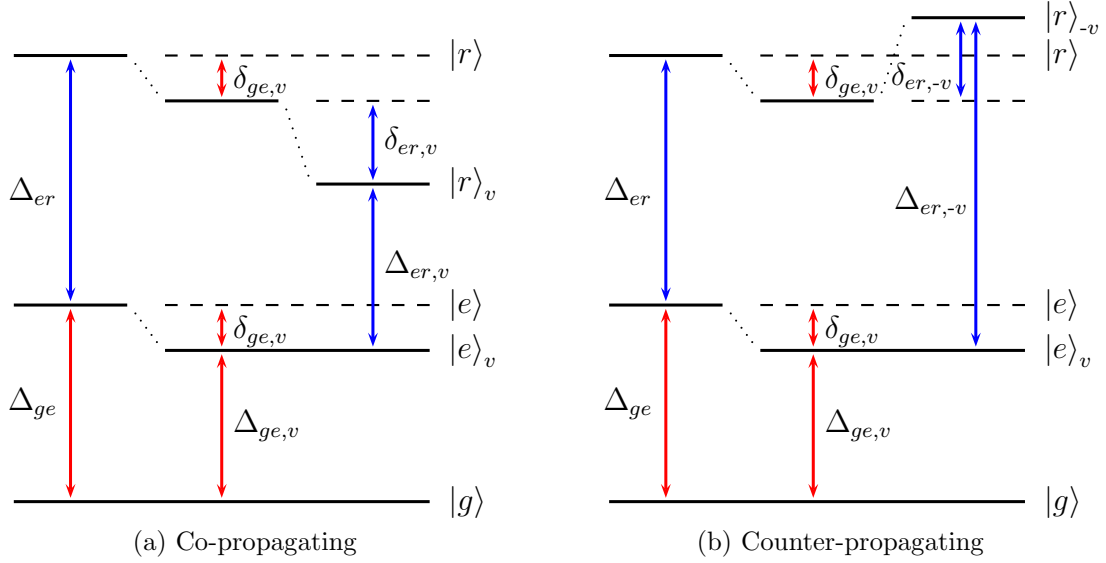 |r⟩
δ_{ge,v}
δ_{er,v}
|r⟩_v
Δ_{er}
Δ_{er,v}
|e⟩
δ_{ge,v}
|e⟩_v
Δ_{ge}
Δ_{ge,v}
|g⟩
(a) Co-propagating
|r⟩_{-v}
|r⟩
δ_{ge,v}
δ_{er,-v}
Δ_{er}
Δ_{er,-v}
|e⟩
δ_{ge,v}
|e⟩_v
Δ_{ge}
Δ_{ge,v}
|g⟩
(b) Counter-propagating